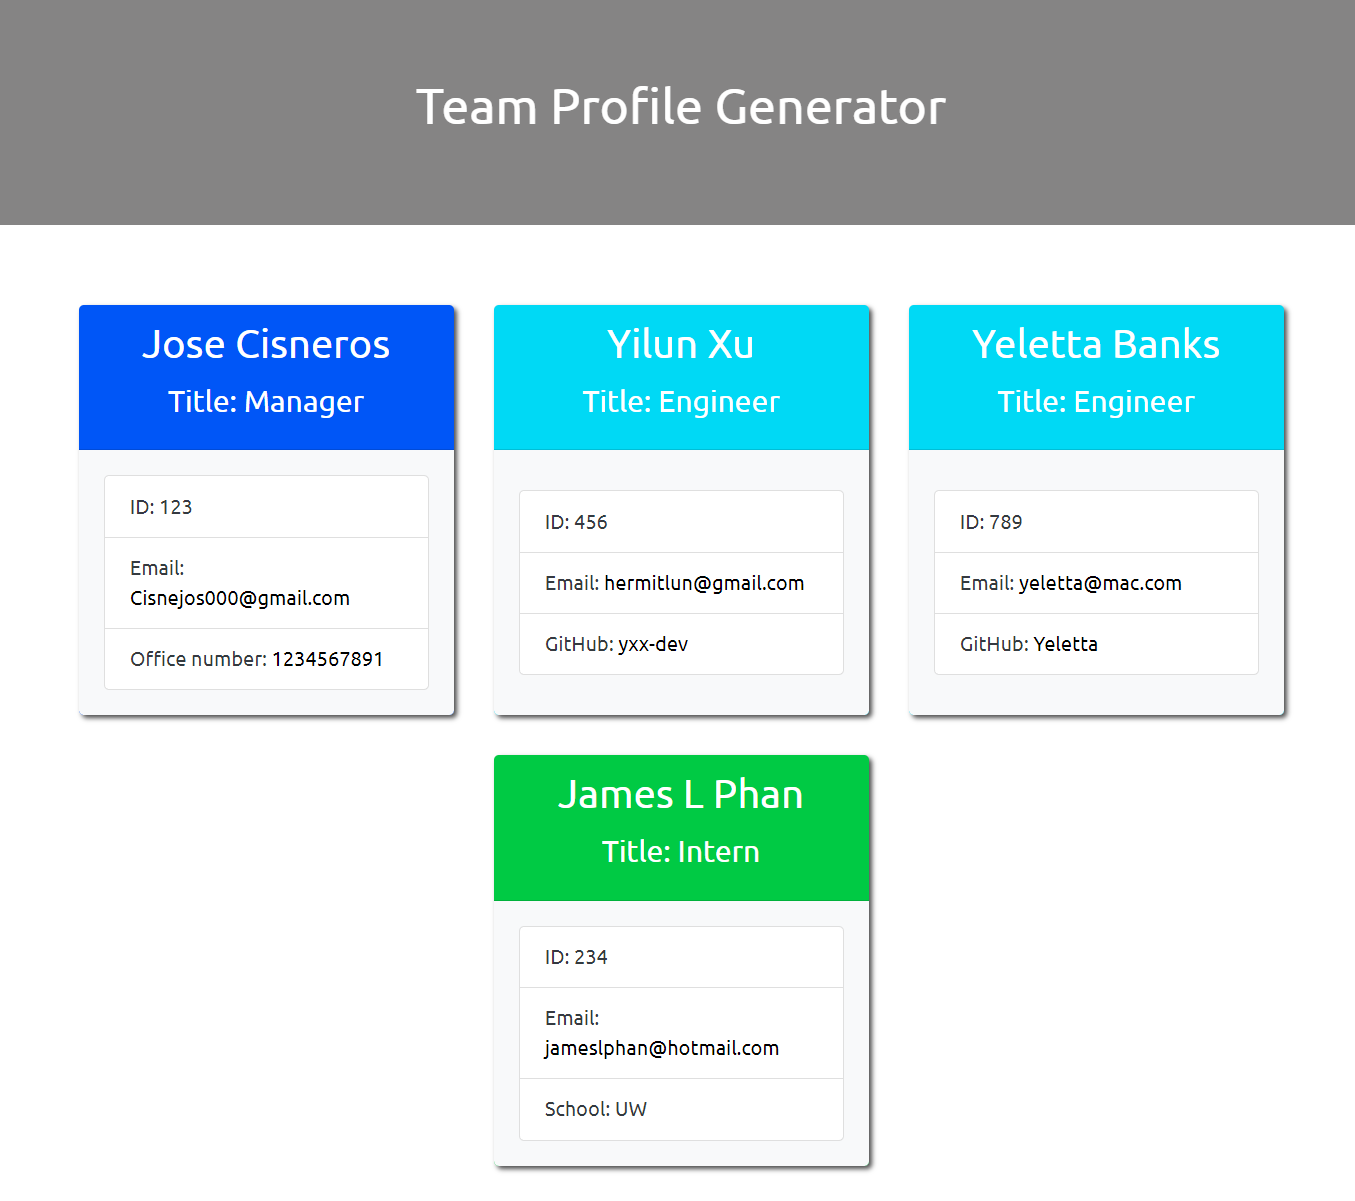 Team Profile Generator
Jose Cisneros
Title: Manager
ID: 123
Email:
Cisnejos000@gmail.com
Office number: 1234567891
Yilun Xu
Title: Engineer
ID: 456
Email: hermitlun@gmail.com
GitHub: yxx-dev
Yeletta Banks
Title: Engineer
ID: 789
Email: yeletta@mac.com
GitHub: Yeletta
James L Phan
Title: Intern
ID: 234
Email:
jameslphan@hotmail.com
School: UW